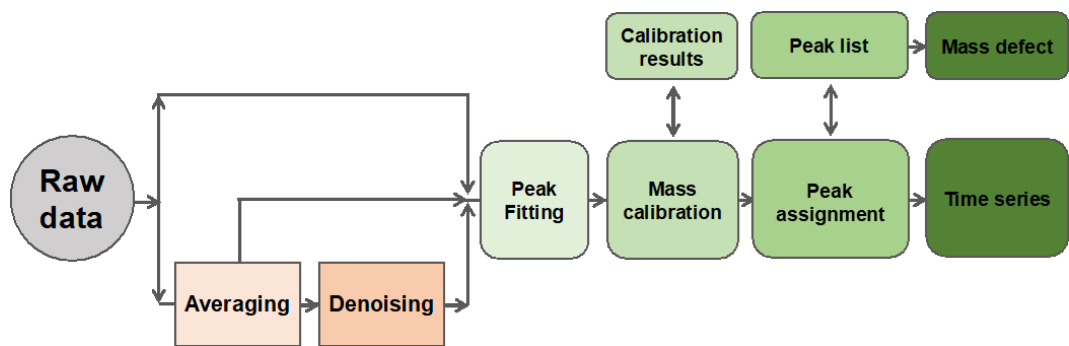 Calibration
results
Peak list
Mass defect
Raw
data
Peak
Fitting
Mass
calibration
Peak
assignment
Time series
Averaging
Denoising